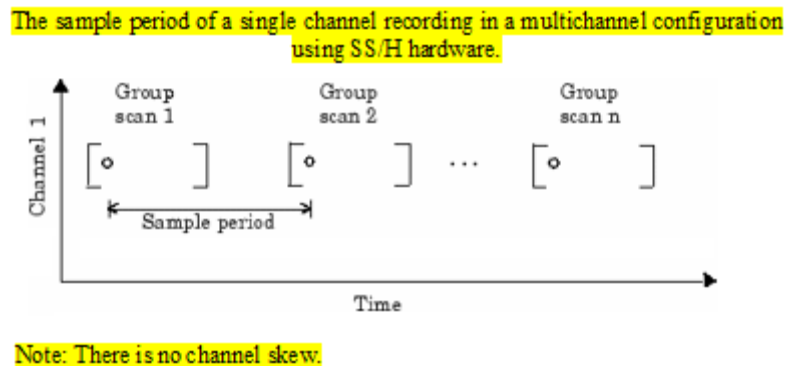 The sample period of a single channel recording in a multichannel configuration
using SS/H hardware.
Group scan 1
Group scan 2
Group scan n
Channel 1
...
Sample period
Time
Note: There is no channel skew.